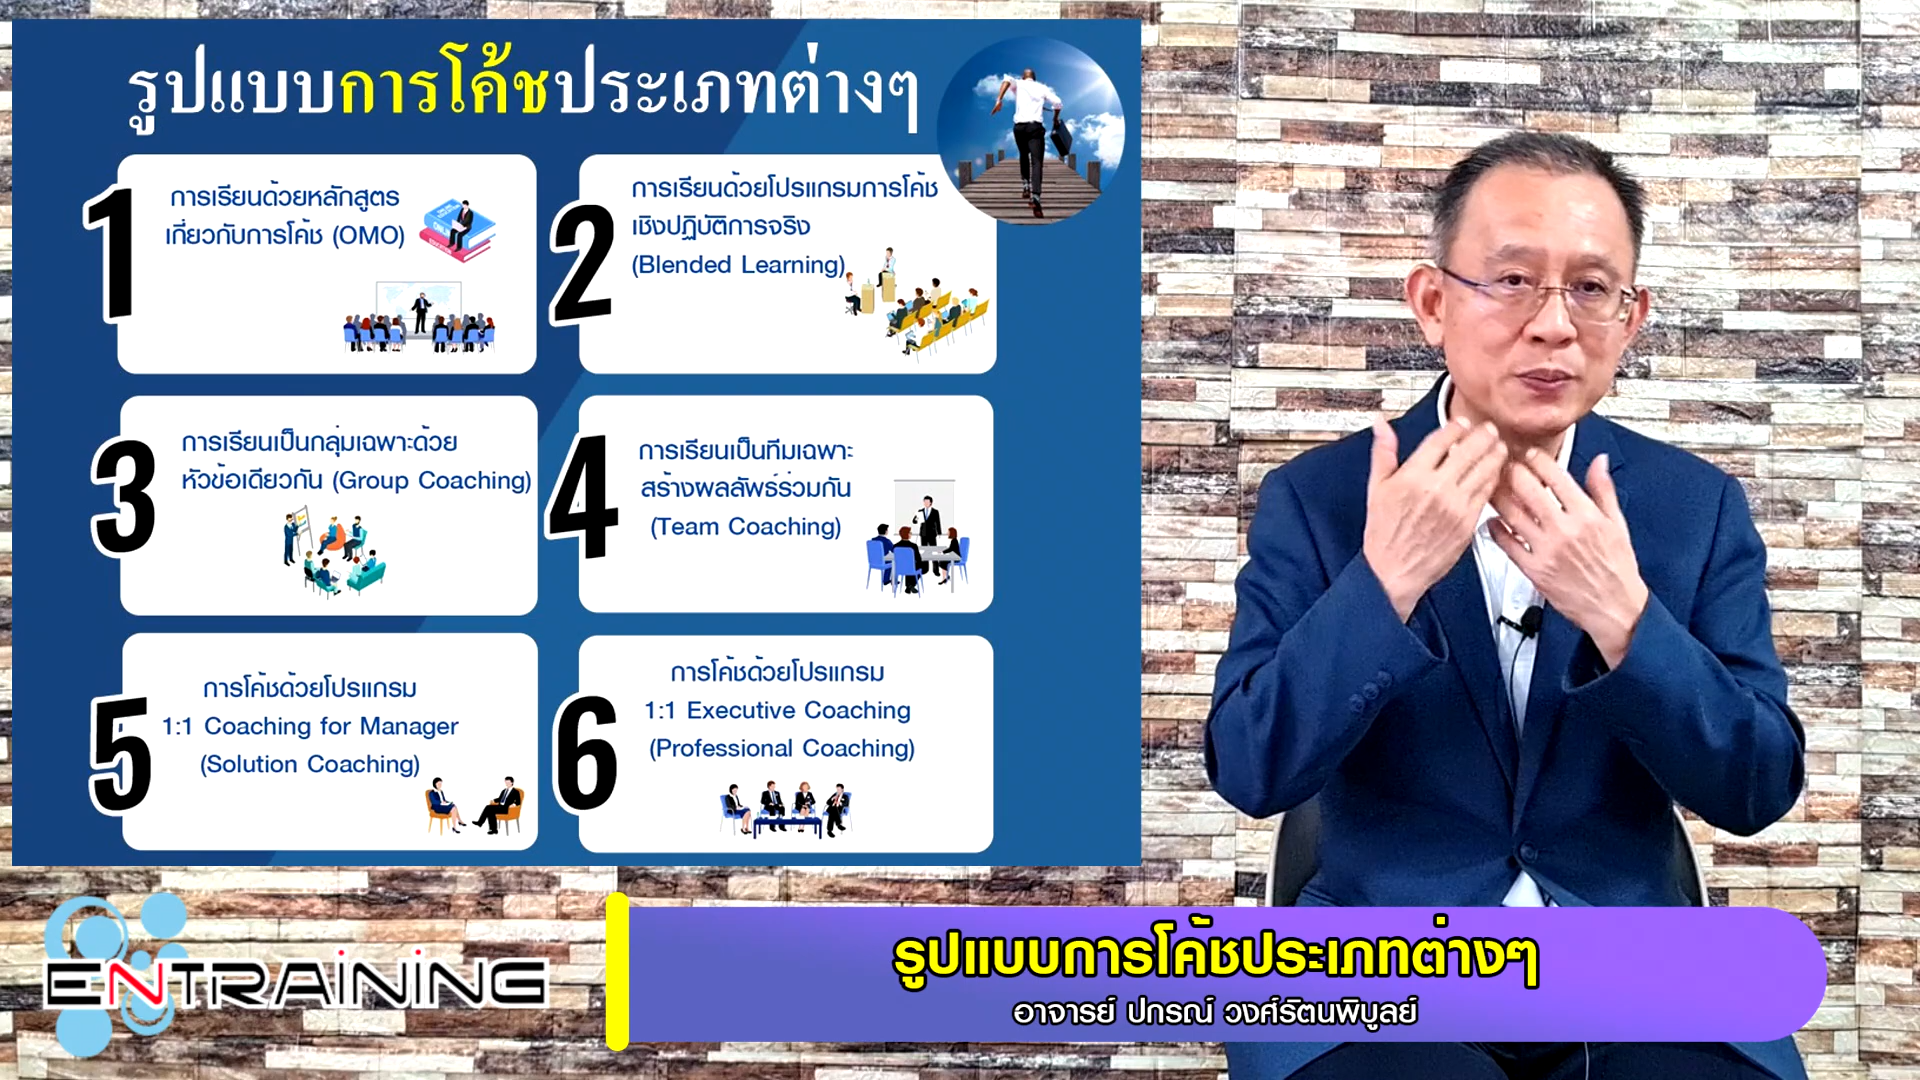 รูปแบบการโค้ชประเภทต่างๆ
1
การเรียนด้วยหลักสูตร
เกี่ยวกับการโค้ช (OMO)
2
การเรียนด้วยโปรแกรมการโค้ช
เชิงปฏิบัติการจริง
(Blended Learning)
3
การเรียนเป็นกลุ่มเฉพาะด้วย
หัวข้อเดียวกัน (Group Coaching)
4
การเรียนเป็นทีมเฉพาะ
สร้างผลลัพธ์ร่วมกัน
(Team Coaching)
5
การโค้ชด้วยโปรแกรม
1:1 Coaching for Manager
(Solution Coaching)
6
การโค้ชด้วยโปรแกรม
1:1 Executive Coaching
(Professional Coaching)
ENTRAINING
รูปแบบการโค้ชประเภทต่างๆ
อาจารย์ ปกรณ์ วงศ์รัตนพิบูลย์